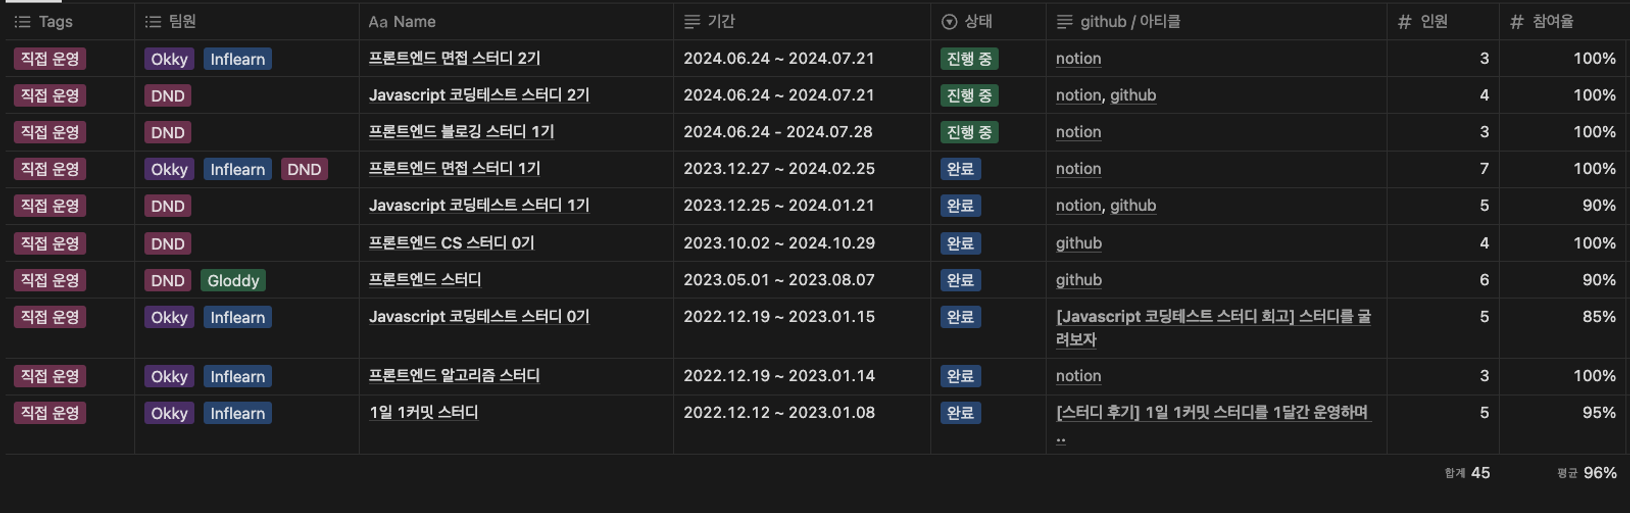 Tags 팀원 Aa Name 기간 상태 github / 아티클 # 인원 # 참여율
직접 운영 Okky Inflearn 프론트엔드 면접 스터디 2기 2024.06.24 ~ 2024.07.21 진행 중 notion 3 100%
직접 운영 DND Javascript 코딩테스트 스터디 2기 2024.06.24 ~ 2024.07.21 진행 중 notion, github 4 100%
직접 운영 DND 프론트엔드 블로깅 스터디 1기 2024.06.24 - 2024.07.28 진행 중 notion 3 100%
직접 운영 Okky Inflearn DND 프론트엔드 면접 스터디 1기 2023.12.27 ~ 2024.02.25 완료 notion 7 100%
직접 운영 DND Javascript 코딩테스트 스터디 1기 2023.12.25 ~ 2024.01.21 완료 notion, github 5 90%
직접 운영 DND 프론트엔드 CS 스터디 0기 2023.10.02 ~ 2024.10.29 완료 github 4 100%
직접 운영 DND Gloddy 프론트엔드 스터디 2023.05.01 ~ 2023.08.07 완료 github 6 90%
직접 운영 Okky Inflearn Javascript 코딩테스트 스터디 0기 2022.12.19 ~ 2023.01.15 완료 [Javascript 코딩테스트 스터디 회고] 스터디를 굴 5 85%
려보자
직접 운영 Okky Inflearn 프론트엔드 알고리즘 스터디 2022.12.19 ~ 2023.01.14 완료 notion 3 100%
직접 운영 Okky Inflearn 1일 1커밋 스터디 2022.12.12 ~ 2023.01.08 완료 [스터디 후기] 1일 1커밋 스터디를 1달간 운영하며 5 95%
..
합계 45 평균 96%